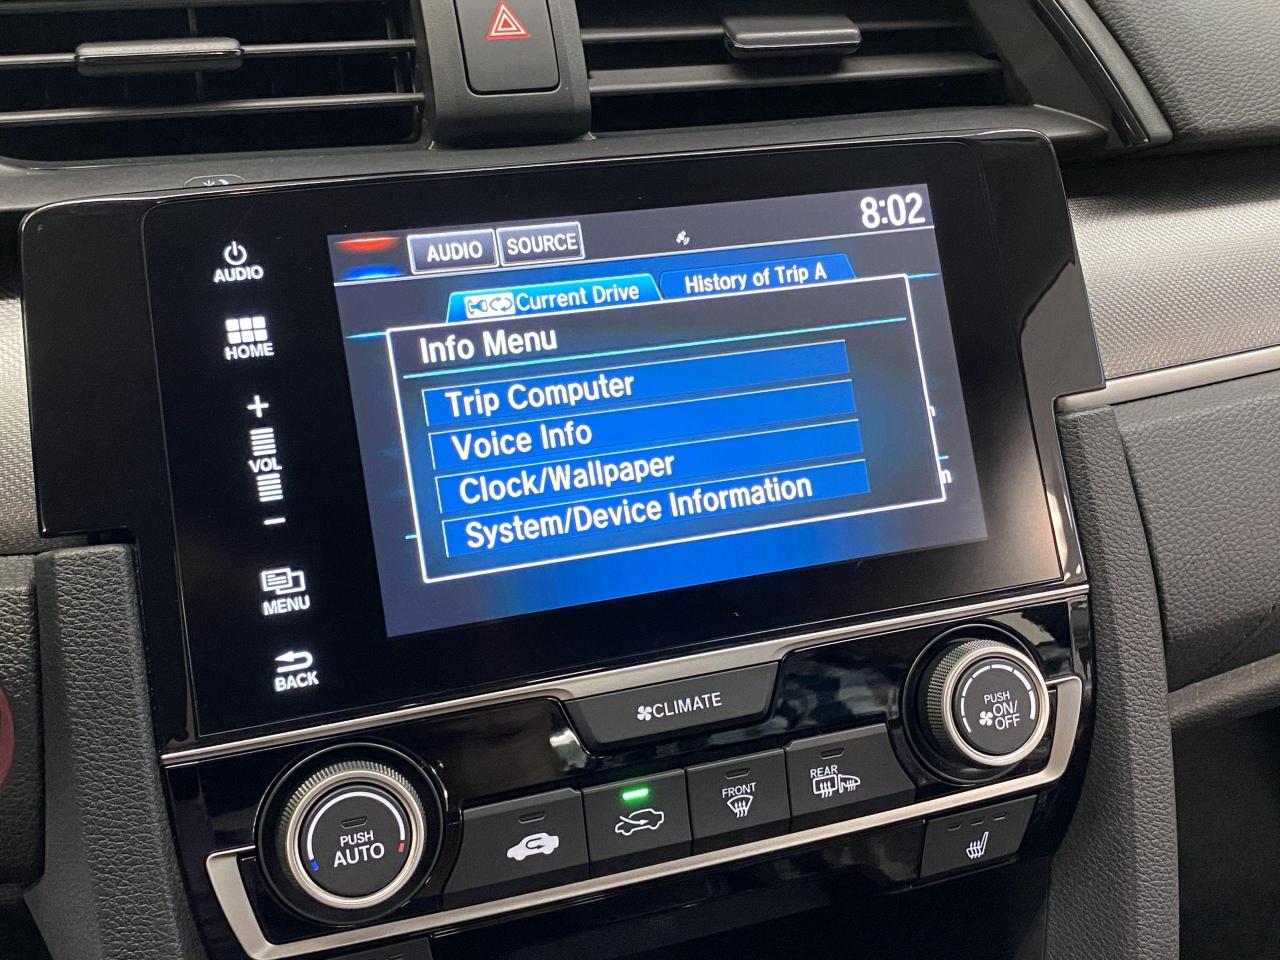 8:02
AUDIO
SOURCE
AUDIO
Current Drive
History of Trip A
HOME
Info Menu
Trip Computer
Voice Info
Clock/Wallpaper
System/Device Information
+
VOL
−
MENU
BACK
CLIMATE
PUSH
ON/
OFF
PUSH
AUTO
FRONT
REAR